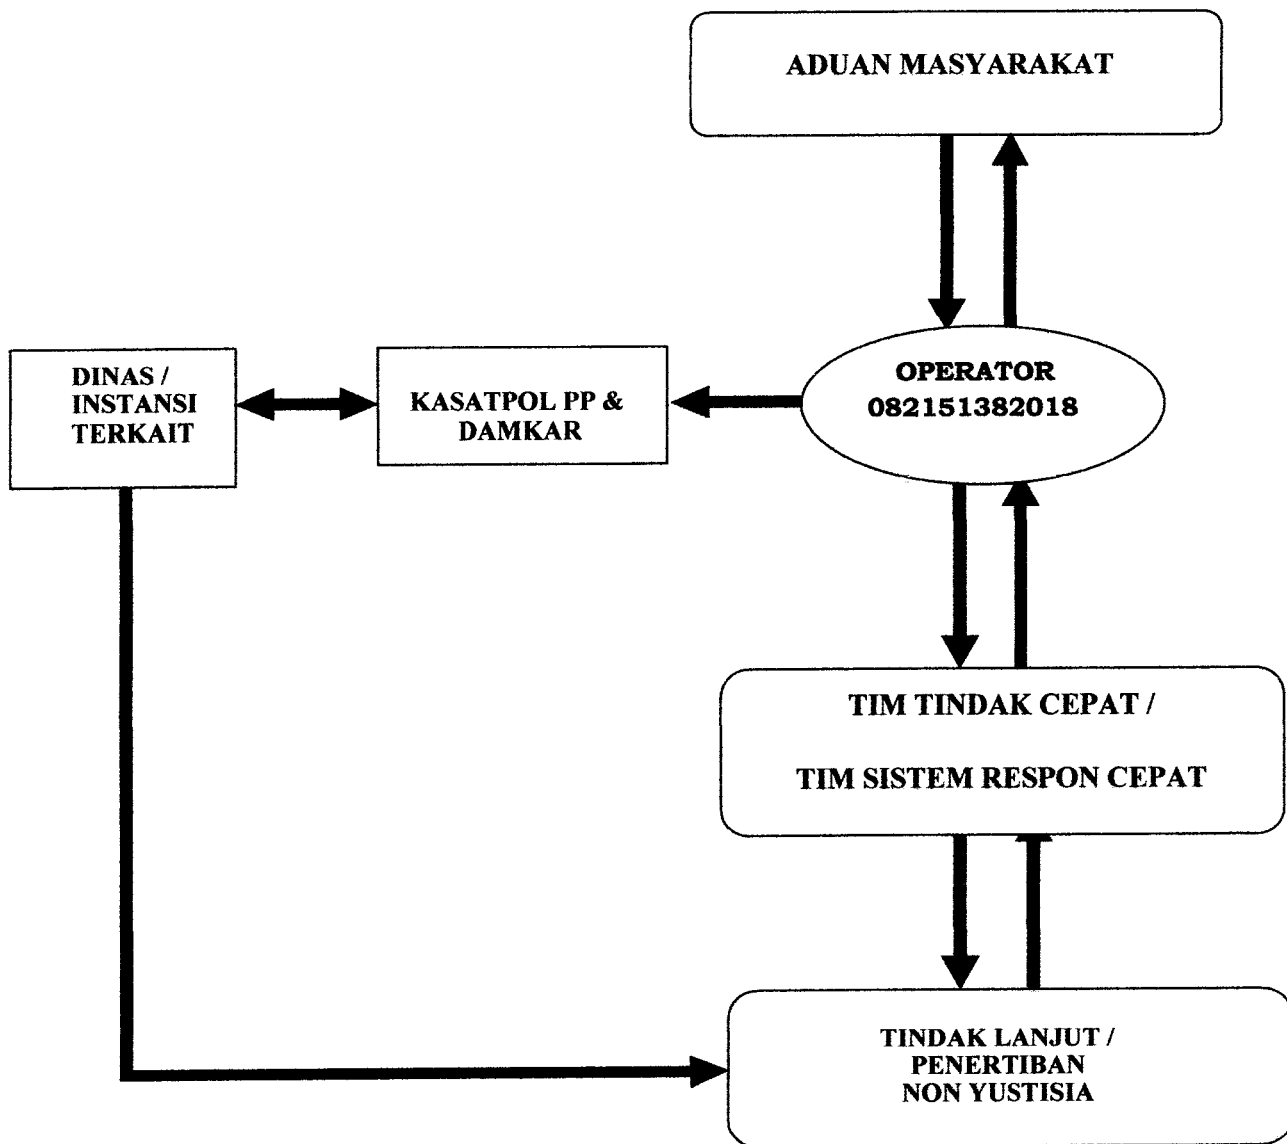 ADUAN MASYARAKAT
OPERATOR
082151382018
DINAS /
INSTANSI
TERKAIT
KASATPOL PP &
DAMKAR
TIM TINDAK CEPAT /
TIM SISTEM RESPON CEPAT
TINDAK LANJUT /
PENERTIBAN
NON YUSTISIA